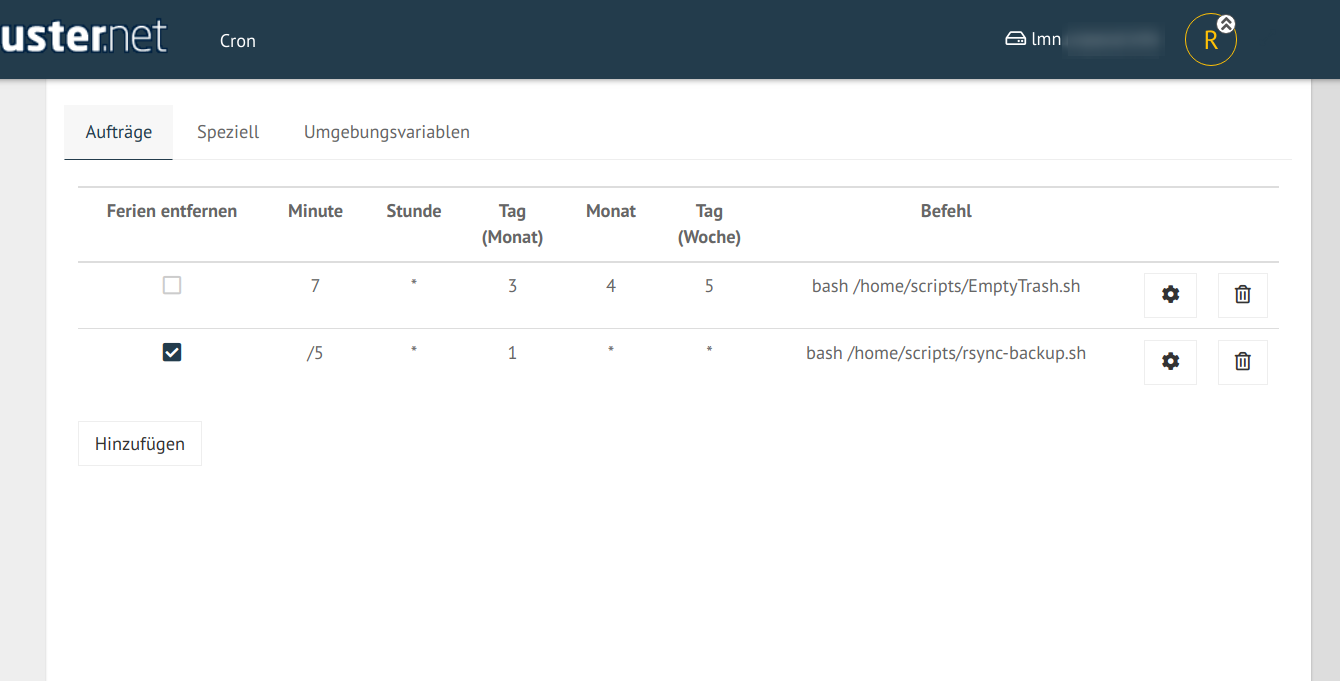 uster.net
Cron
lmn
R
Aufträge
Speziell
Umgebungsvariablen
Ferien entfernen
Minute
Stunde
Tag
(Monat)
Monat
Tag
(Woche)
Befehl
7
*
3
4
5
bash /home/scripts/EmptyTrash.sh
/5
*
1
*
*
bash /home/scripts/rsync-backup.sh
Hinzufügen